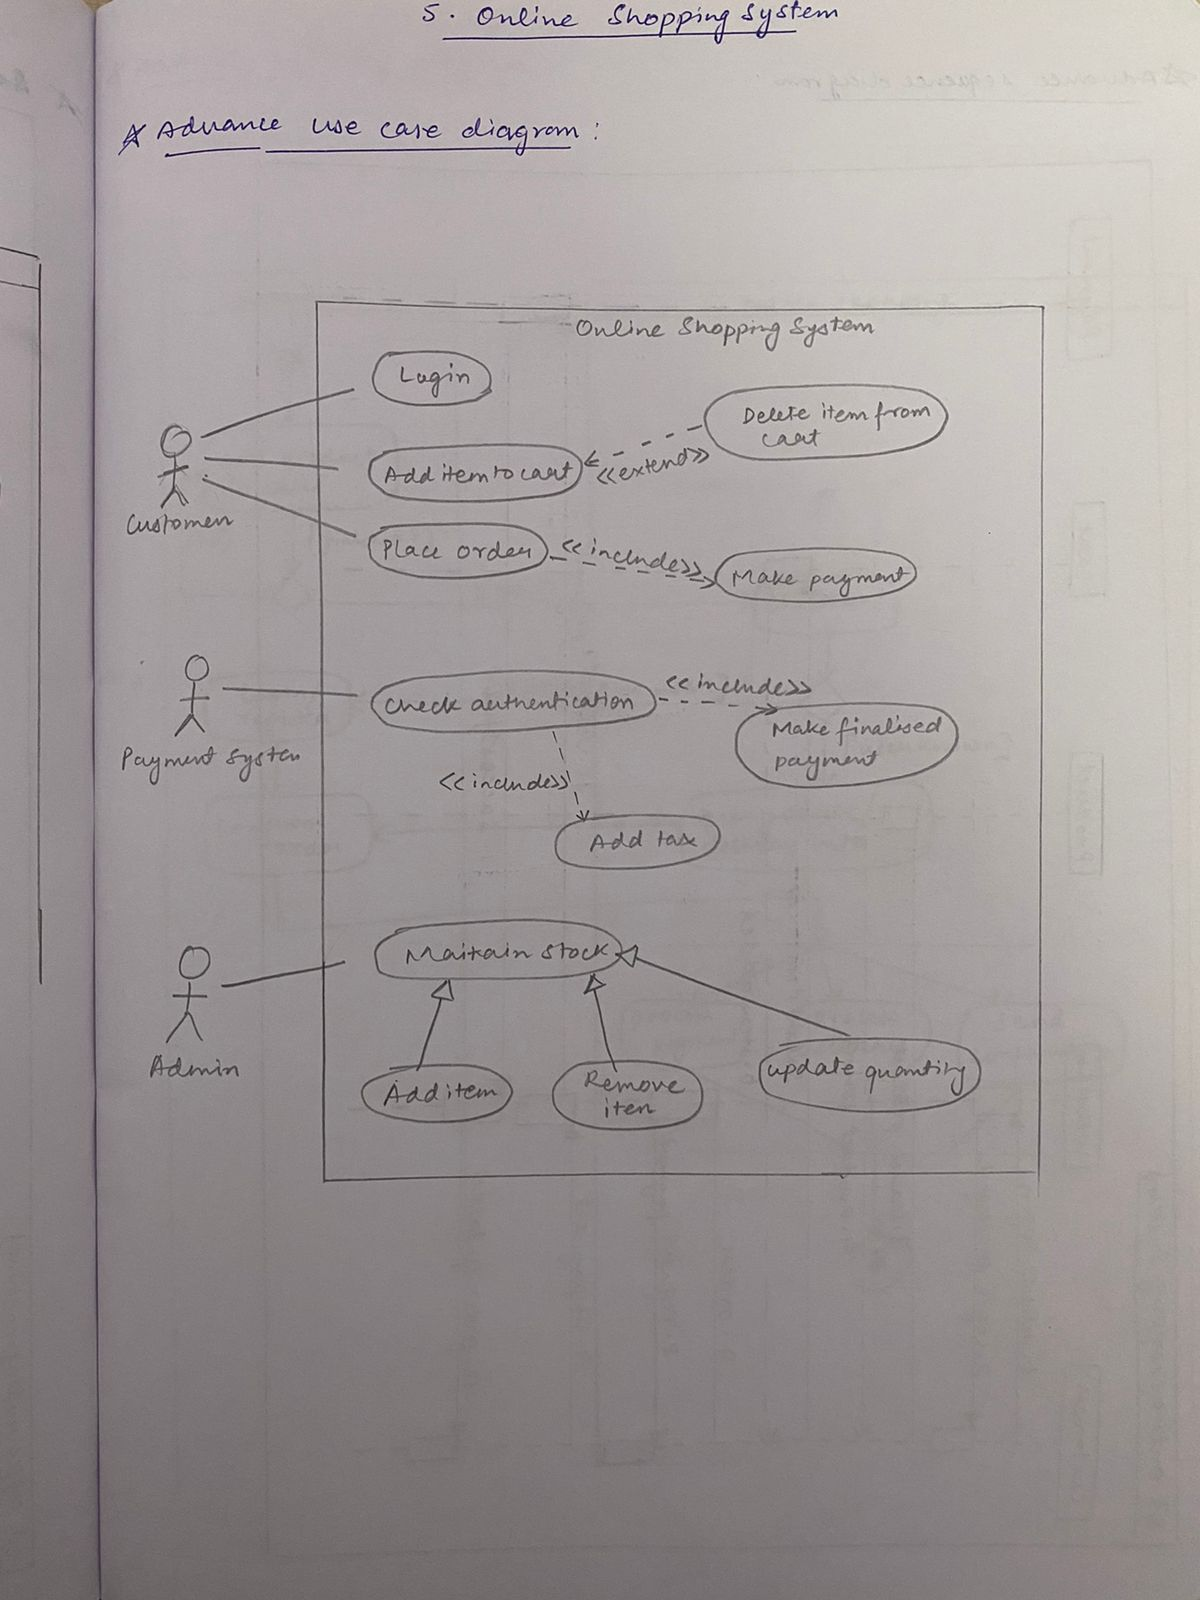 5. Online Shopping System
Advance use case diagram:
Online Shopping System
Login
Delete item from
cart
Add item to cart
<<extend>>
Customer
Place order
<<include>>
Make payment
Check authentication
<<include>>
Make finalised
payment
Payment System
<<include>>
Add tax
Maitain stock
Admin
Add item
Remove
item
update quantity